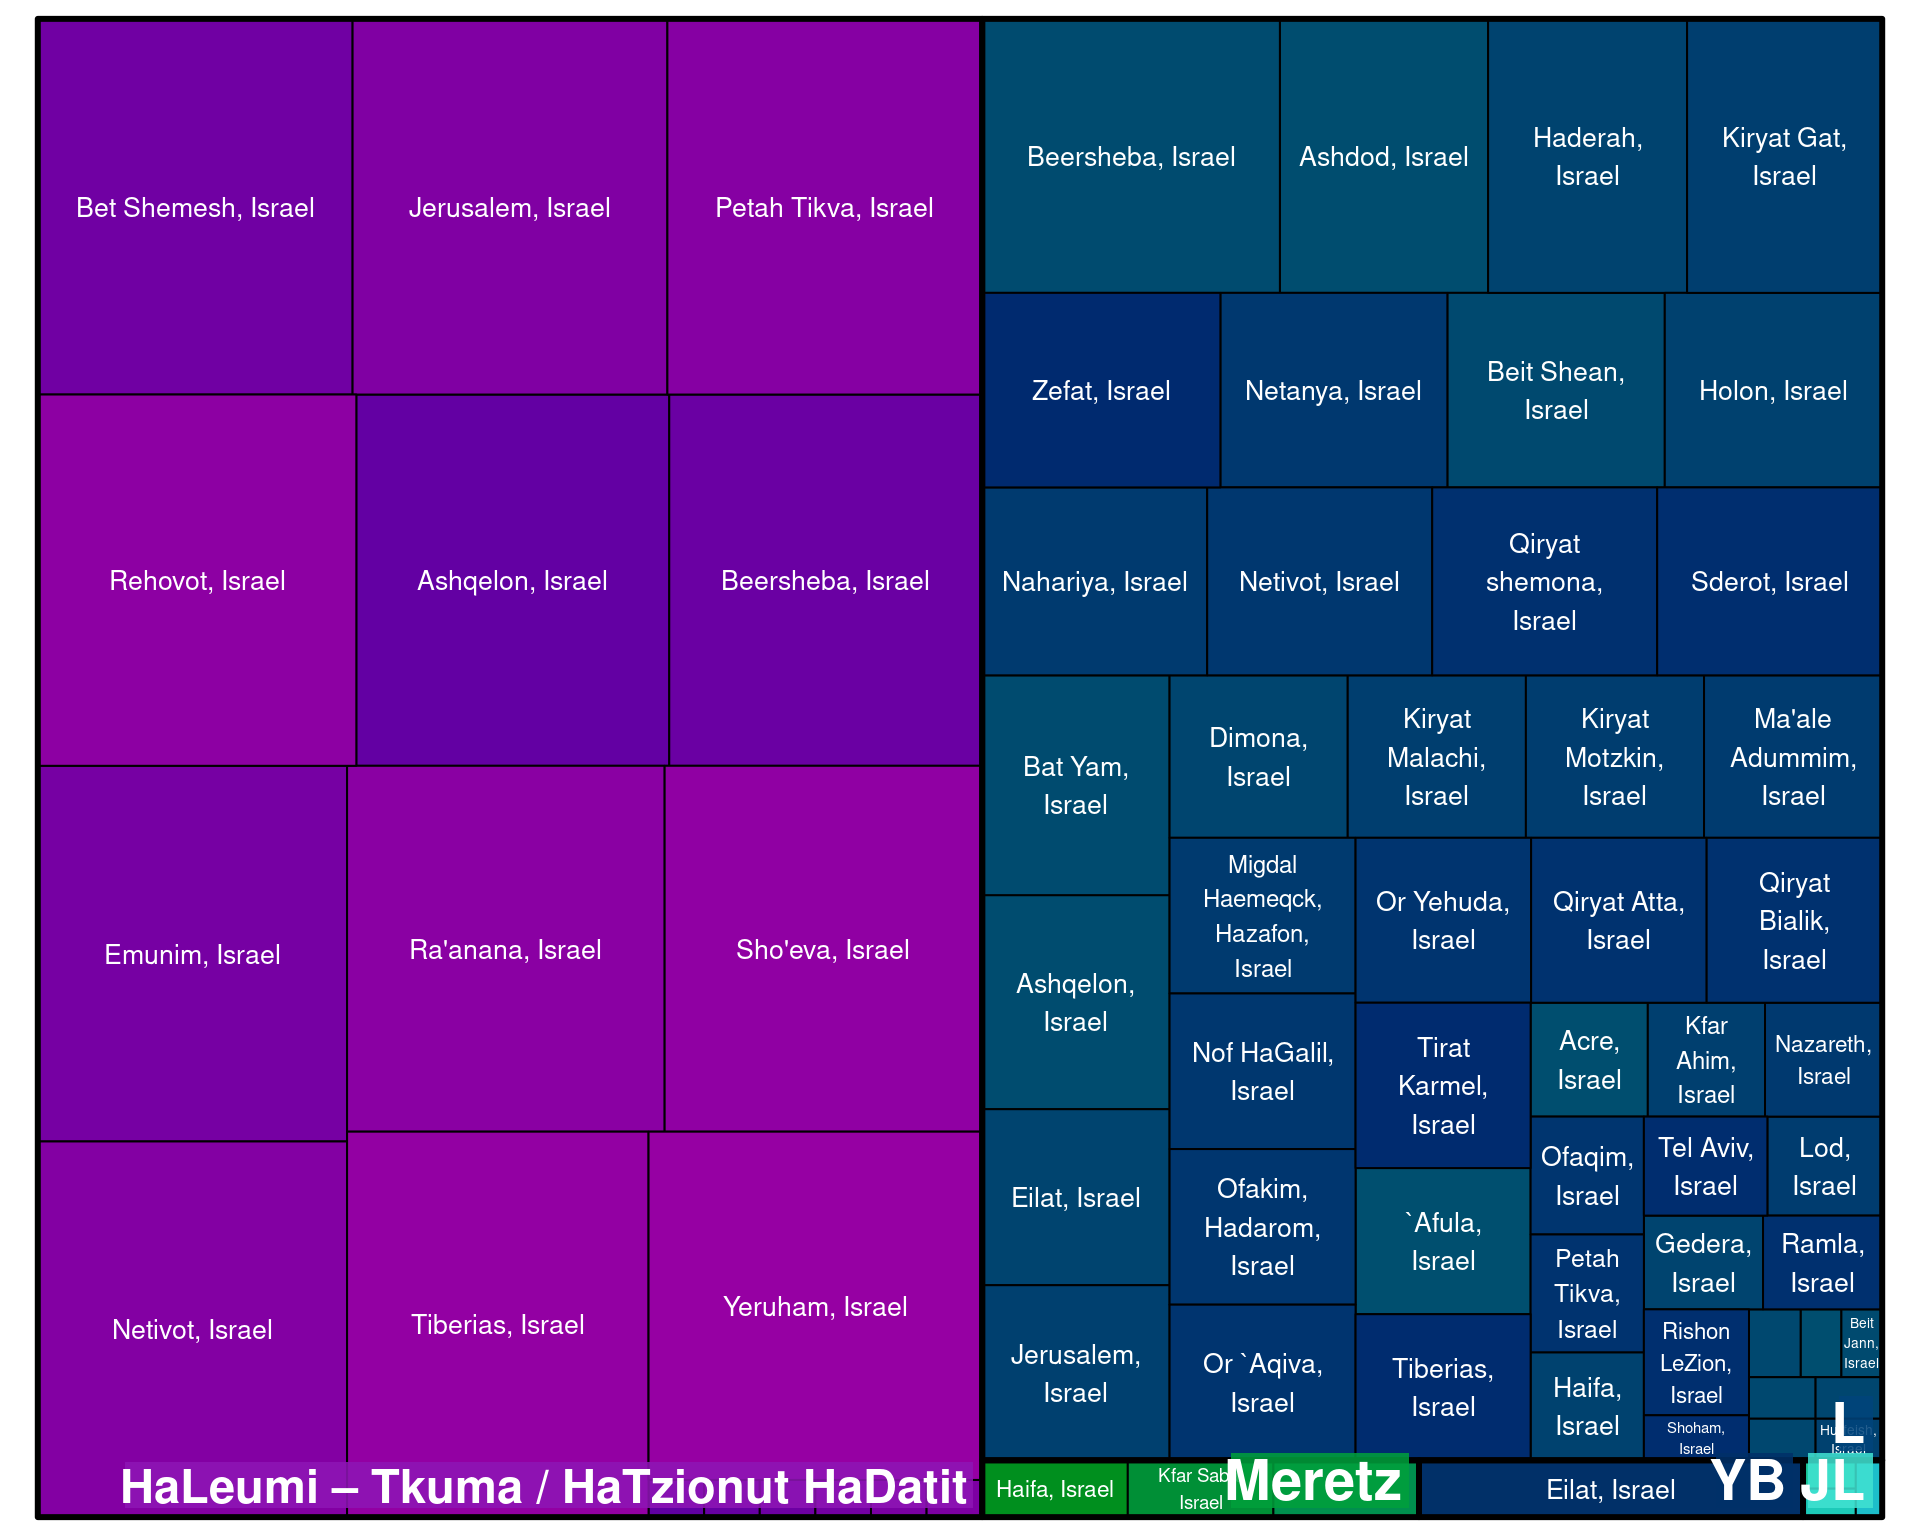 Bet Shemesh, Israel
Jerusalem, Israel
Petah Tikva, Israel
Rehovot, Israel
Ashqelon, Israel
Beersheba, Israel
Emunim, Israel
Ra'anana, Israel
Sho'eva, Israel
Netivot, Israel
Tiberias, Israel
Yeruham, Israel
HaLeumi – Tkuma / HaTzionut HaDatit
Beersheba, Israel
Ashdod, Israel
Haderah,
Israel
Kiryat Gat,
Israel
Zefat, Israel
Netanya, Israel
Beit Shean,
Israel
Holon, Israel
Nahariya, Israel
Netivot, Israel
Qiryat
shemona,
Israel
Sderot, Israel
Bat Yam,
Israel
Dimona,
Israel
Kiryat
Malachi,
Israel
Kiryat
Motzkin,
Israel
Ma'ale
Adummim,
Israel
Migdal
Haemeqck,
Hazafon,
Israel
Or Yehuda,
Israel
Qiryat Atta,
Israel
Qiryat
Bialik,
Israel
Ashqelon,
Israel
Nof HaGalil,
Israel
Tirat
Karmel,
Israel
Acre,
Israel
Kfar
Ahim,
Israel
Nazareth,
Israel
Eilat, Israel
Ofakim,
Hadarom,
Israel
`Afula,
Israel
Ofaqim,
Israel
Tel Aviv,
Israel
Lod,
Israel
Petah
Tikva,
Israel
Gedera,
Israel
Ramla,
Israel
Jerusalem,
Israel
Or `Aqiva,
Israel
Tiberias,
Israel
Haifa,
Israel
Rishon
LeZion,
Israel
Beit
Jann,
Israel
Shoham,
Israel
L
Haifa, Israel
Kfar
Israel
Meretz
Eilat, Israel
YB
JL